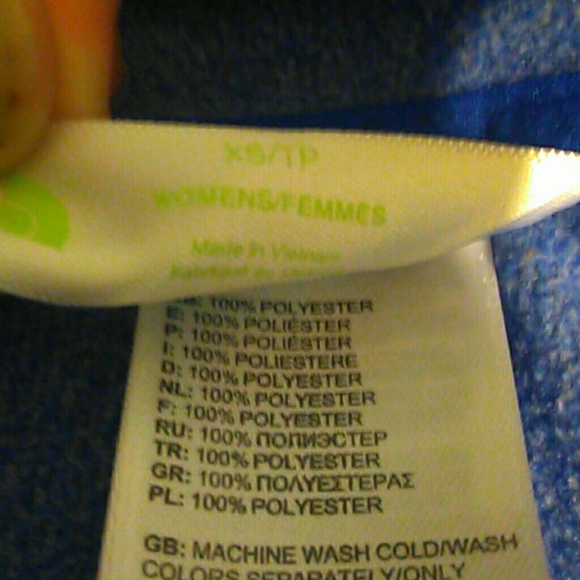 XS/TP
WOMENS/FEMMES
Made in Vietnam
100% POLYESTER
E: 100% POLIÉSTER
P: 100% POLIÉSTER
I: 100% POLIESTERE
D: 100% POLYESTER
NL: 100% POLYESTER
F: 100% POLYESTER
RU: 100% ПОЛИЭСТЕР
TR: 100% POLYESTER
GR: 100% ΠΟΛΥΕΣΤΕΡΑΣ
PL: 100% POLYESTER
GB: MACHINE WASH COLD/WASH
COLORS SEPARATELY/ONLY